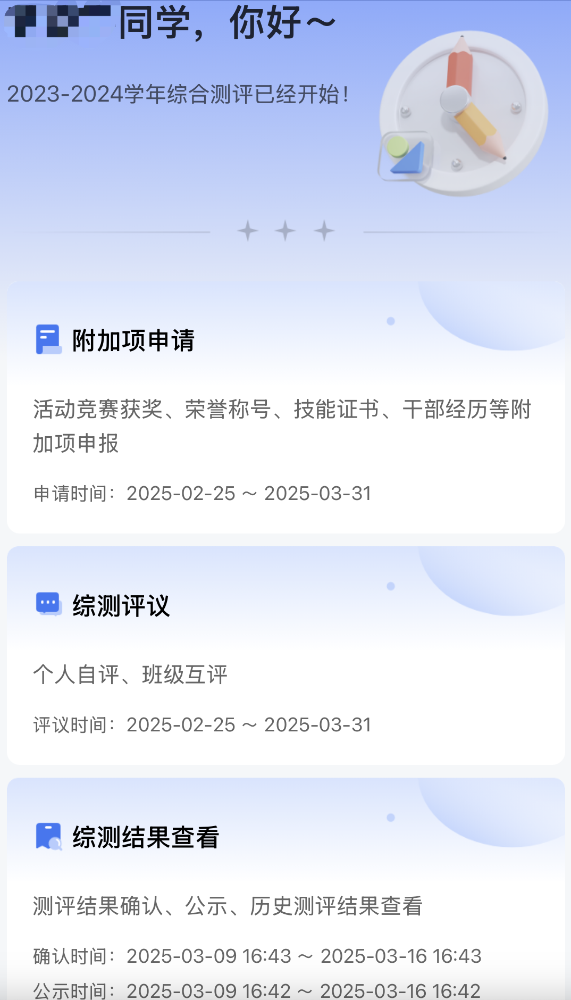 同学，你好～
2023-2024学年综合测评已经开始！
附加项申请
活动竞赛获奖、荣誉称号、技能证书、干部经历等附
加项申报
申请时间：2025-02-25 ～ 2025-03-31
综测评议
个人自评、班级互评
评议时间：2025-02-25 ～ 2025-03-31
综测结果查看
测评结果确认、公示、历史测评结果查看
确认时间：2025-03-09 16:43 ～ 2025-03-16 16:43
公示时间：2025-03-09 16:42 ～ 2025-03-16 16:42